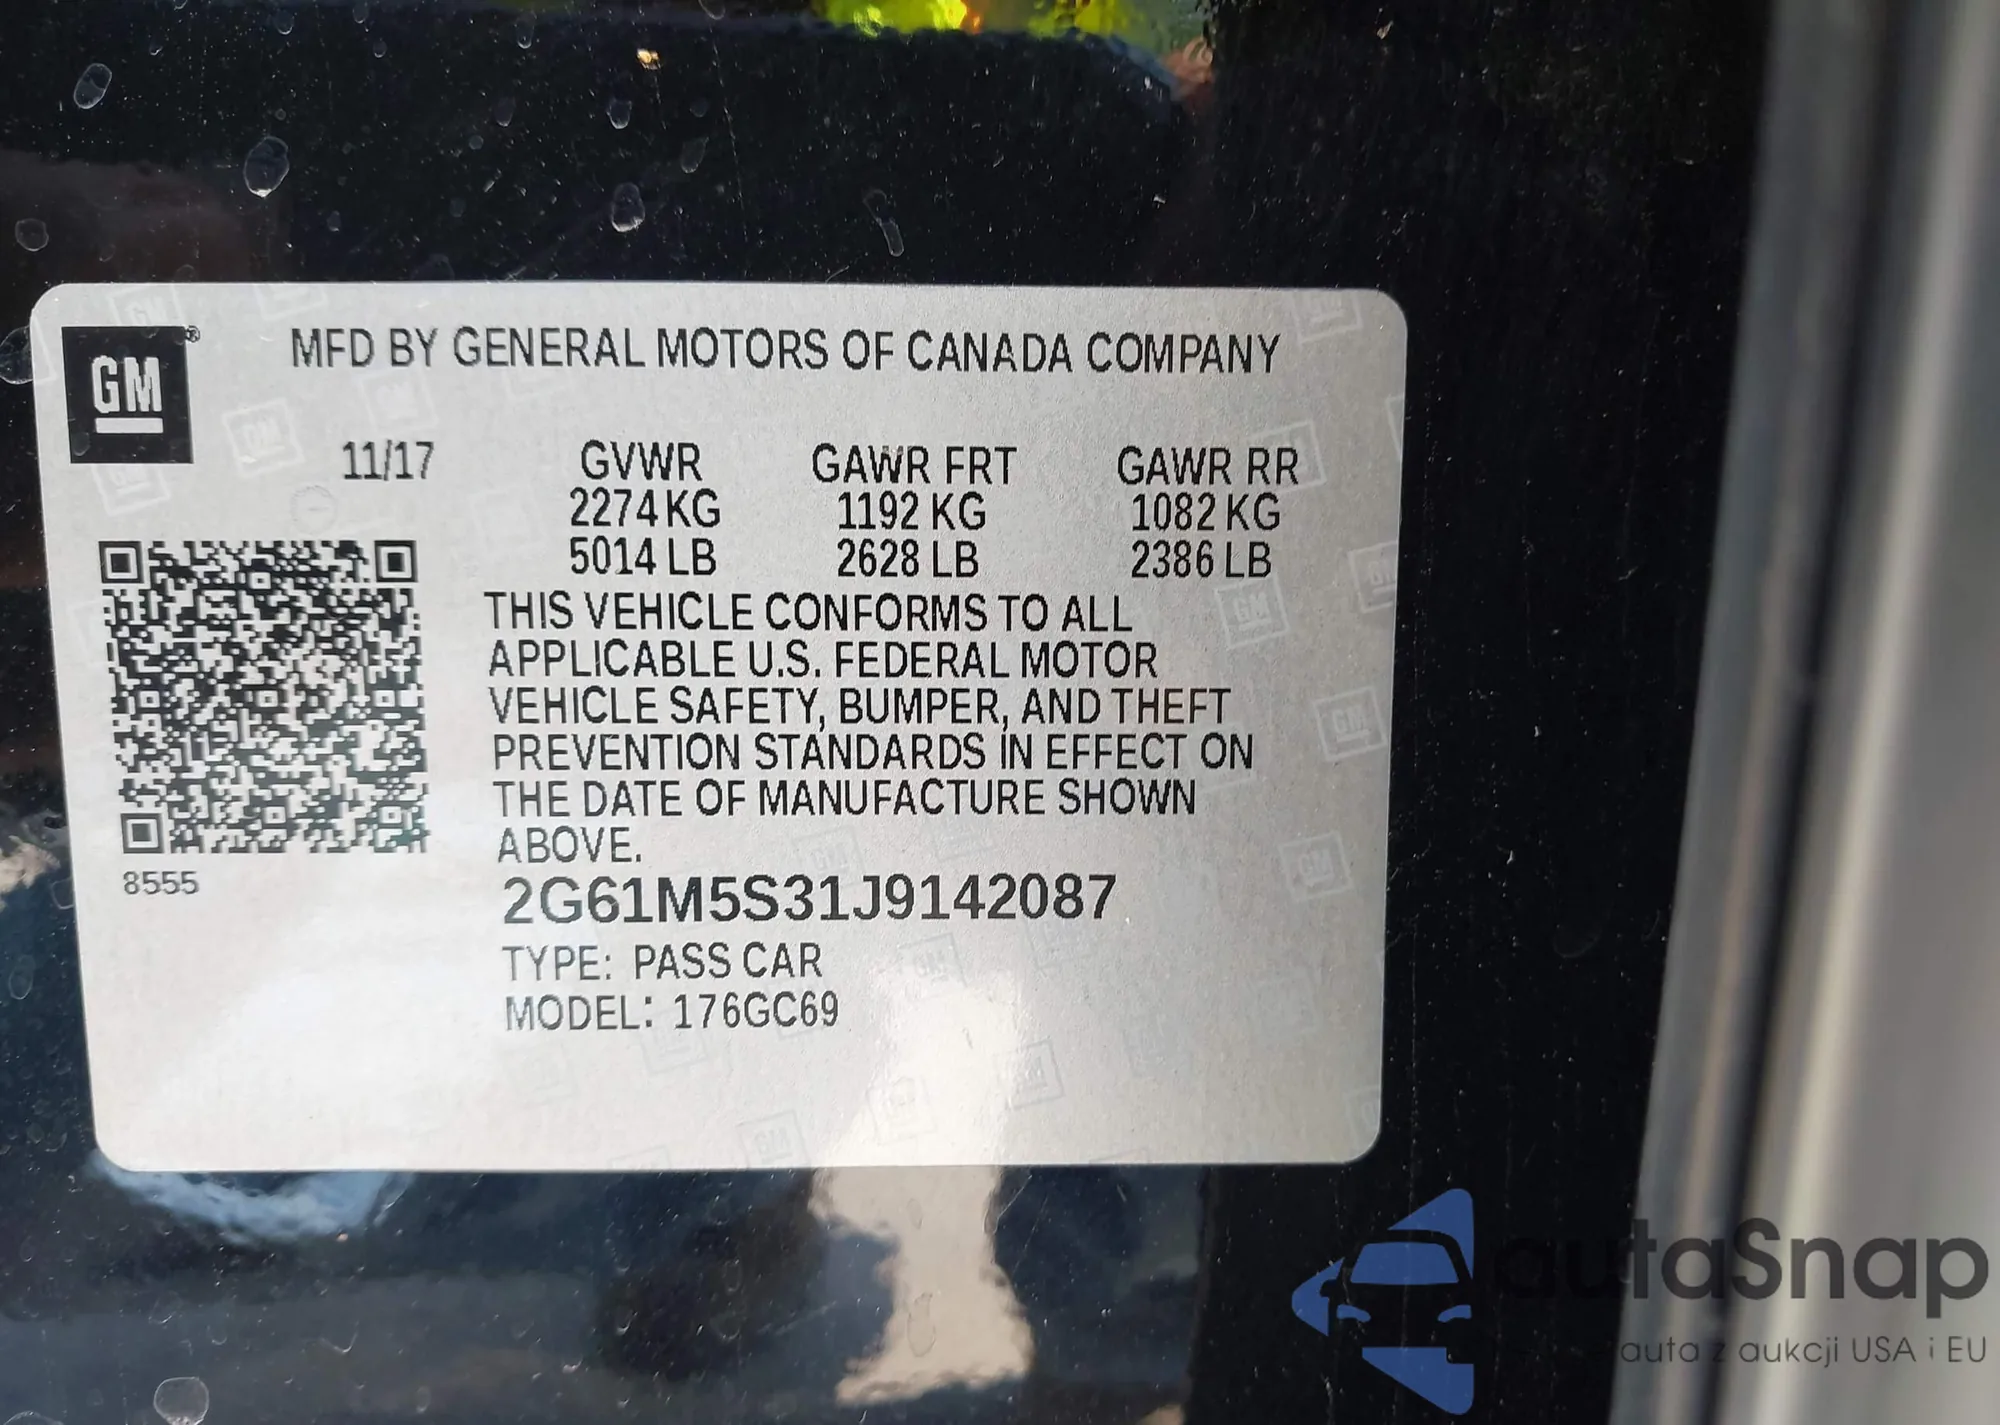 GM®
MFD BY GENERAL MOTORS OF CANADA COMPANY
11/17 GVWR GAWR FRT GAWR RR
2274 KG 1192 KG 1082 KG
5014 LB 2628 LB 2386 LB
THIS VEHICLE CONFORMS TO ALL
APPLICABLE U.S. FEDERAL MOTOR
VEHICLE SAFETY, BUMPER, AND THEFT
PREVENTION STANDARDS IN EFFECT ON
THE DATE OF MANUFACTURE SHOWN
ABOVE.
8555
2G61M5S31J9142087
TYPE: PASS CAR
MODEL: 176GC69
autaSnap
auta z aukcji USA i EU